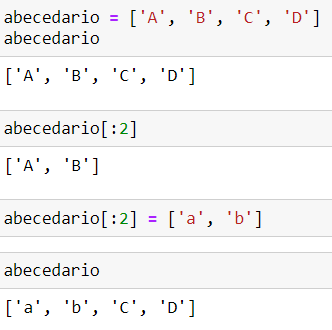 abecedario = ['A', 'B', 'C', 'D']
abecedario
['A', 'B', 'C', 'D']
abecedario[:2]
['A', 'B']
abecedario[:2] = ['a', 'b']
abecedario
['a', 'b', 'C', 'D']